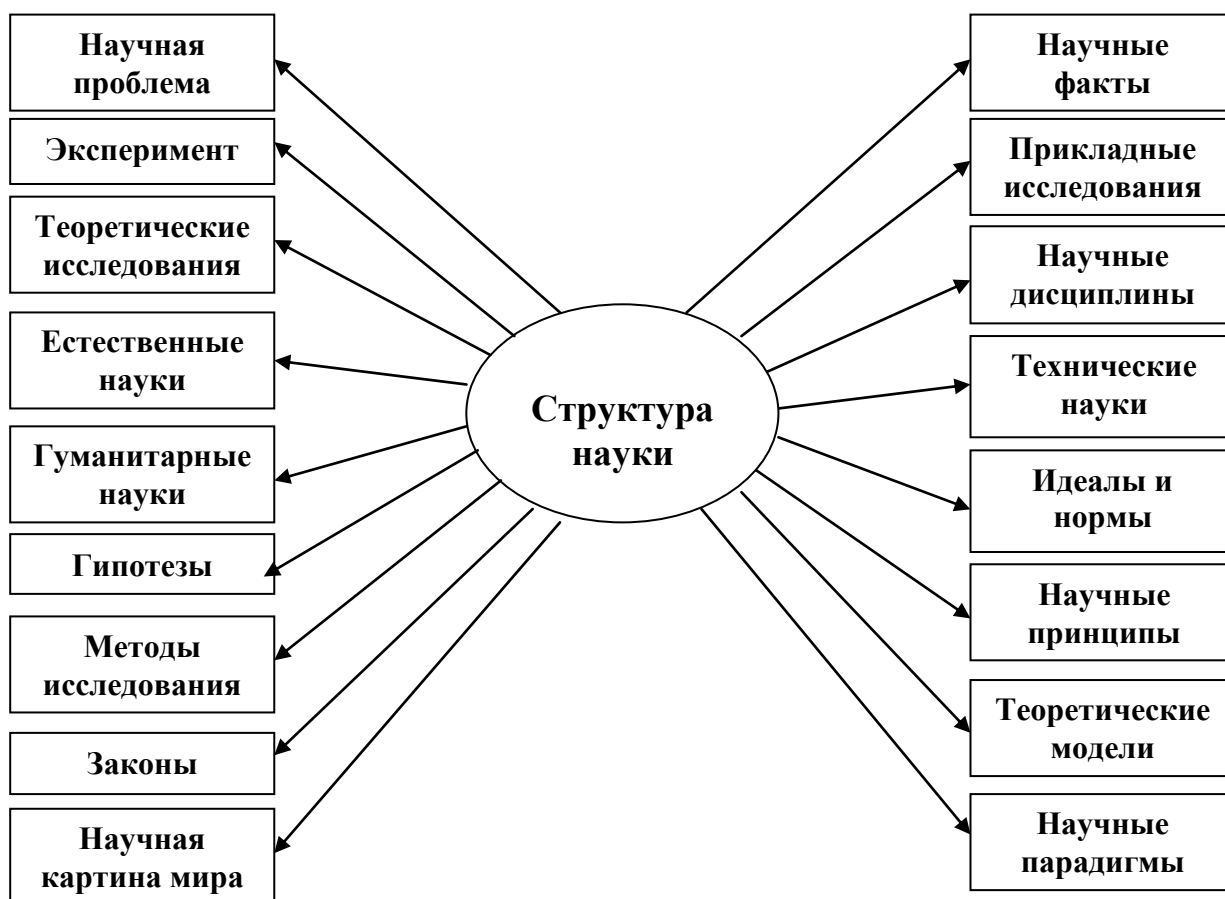 Научная
проблема
Эксперимент
Теоретические
исследования
Естественные
науки
Гуманитарные
науки
Гипотезы
Методы
исследования
Законы
Научная
картина мира
Структура
науки
Научные
факты
Прикладные
исследования
Научные
дисциплины
Технические
науки
Идеалы и
нормы
Научные
принципы
Теоретические
модели
Научные
парадигмы